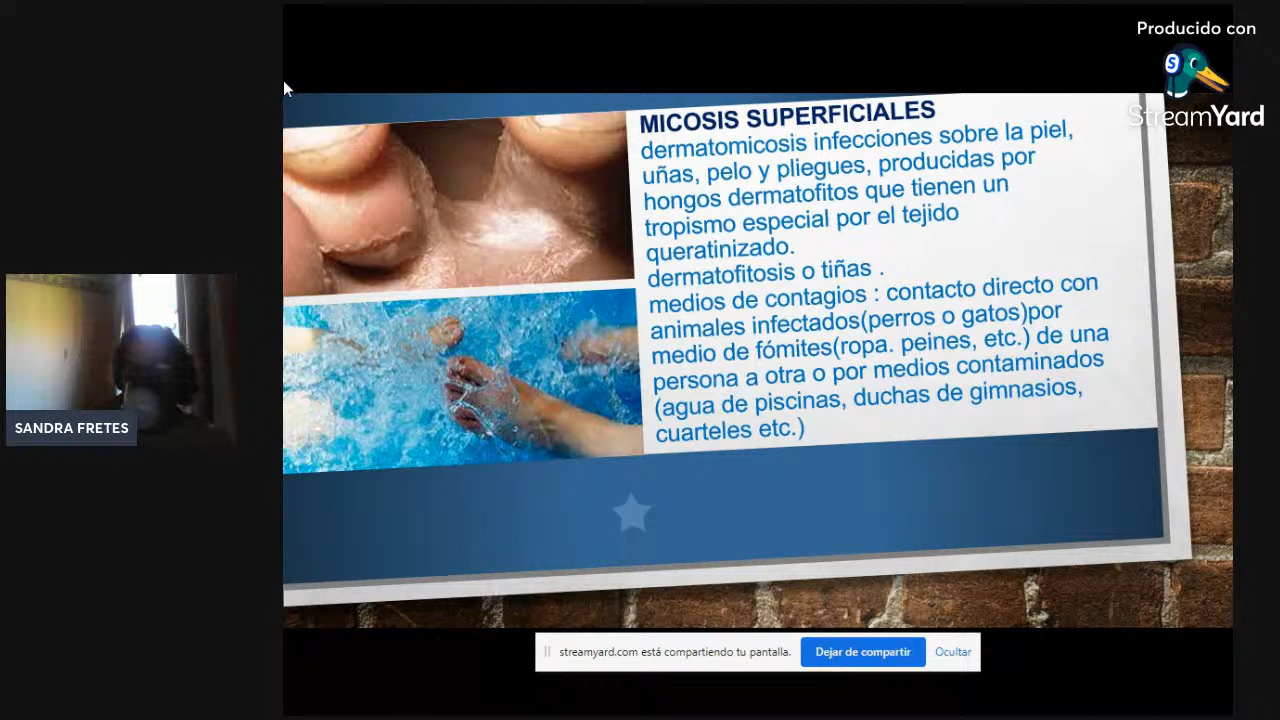 Producido con
StreamYard
MICOSIS SUPERFICIALES
dermatomicosis infecciones sobre la piel,
uñas, pelo y pliegues, producidas por
hongos dermatofitos que tienen un
tropismo especial por el tejido
queratinizado.
dermatofitosis o tiñas .
medios de contagios : contacto directo con
animales infectados(perros o gatos)por
medio de fómites(ropa. peines, etc.) de una
persona a otra o por medios contaminados
(agua de piscinas, duchas de gimnasios,
cuarteles etc.)
SANDRA FRETES
streamyard.com está compartiendo tu pantalla.
Dejar de compartir
Ocultar